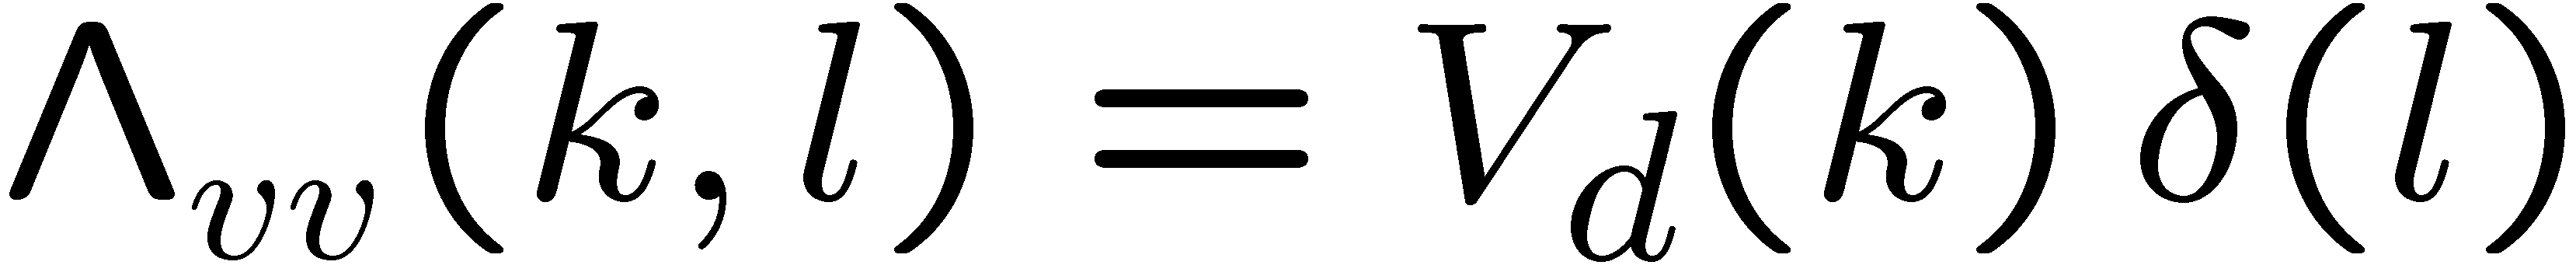 Λ_{vv}(k, l) = V_d(k) δ(l)